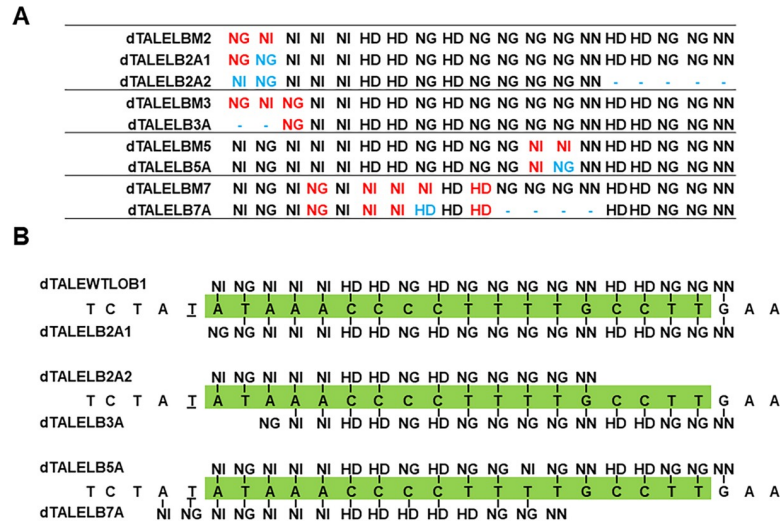 A
dTALELBM2 NG NI NI NI NI HD HD NG HD NG NG NG NG NN HD HD NG NG NN
dTALELB2A1 NG NG NI NI NI HD HD NG HD NG NG NG NG NN HD HD NG NG NN
dTALELB2A2 NI NG NI NI NI HD HD NG HD NG NG NG NG NN - - - - -
dTALELBM3 NG NI NG NI NI HD HD NG HD NG NG NG NG NN HD HD NG NG NN
dTALELB3A - - NG NI NI HD HD NG HD NG NG NG NG NN HD HD NG NG NN
dTALELBM5 NI NG NI NI NI HD HD NG HD NG NG NI NI NN HD HD NG NG NN
dTALELB5A NI NG NI NI NI HD HD NG HD NG NG NI NG NN HD HD NG NG NN
dTALELBM7 NI NG NI NG NI NI NI NI HD HD NG NG NG NN HD HD NG NG NN
dTALELB7A NI NG NI NG NI NI NI HD HD HD - - - - HD HD NG NG NN
B
dTALEWTLOB1 NI NG NI NI NI HD HD NG HD NG NG NG NG NN HD HD NG NG NN
T C T A T A T A A A C C C C T T T T G C C T T G A A
dTALELB2A1 NG NG NI NI NI HD HD NG HD NG NG NG NG NN HD HD NG NG NN
dTALELB2A2 NI NG NI NI NI HD HD NG HD NG NG NG NG NN
T C T A T A T A A A C C C C T T T T G C C T T G A A
dTALELB3A NG NI NI HD HD NG HD NG NG NG NG NN HD HD NG NG NN
dTALELB5A NI NG NI NI NI HD HD NG HD NG NG NI NG NN HD HD NG NG NN
T C T A T A T A A A C C C C T T T T G C C T T G A A
dTALELB7A NI NG NI NG NI NI NI HD HD HD HD HD NG NG NN